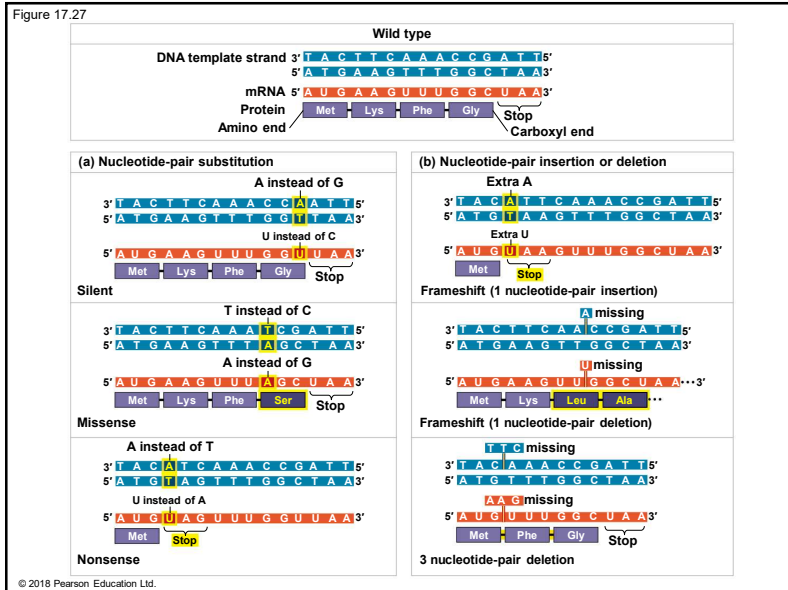 Figure 17.27
Wild type
DNA template strand 3′ T A C T T C A A A C C G A T T 5′
5′ A T G A A G T T T G G C T A A 3′
mRNA 5′ A U G A A G U U U G G C U A A 3′
Protein Met Lys Phe Gly Stop
Amino end Carboxyl end
(a) Nucleotide-pair substitution
A instead of G
3′ T A C T T C A A A C C A A T T 5′
5′ A T G A A G T T T G G T T A A 3′
U instead of C
5′ A U G A A G U U U G G U U A A 3′
Met Lys Phe Gly Stop
Silent
T instead of C
3′ T A C T T C A A A T C G A T T 5′
5′ A T G A A G T T T A G C T A A 3′
A instead of G
5′ A U G A A G U U U A G C U A A 3′
Met Lys Phe Ser Stop
Missense
A instead of T
3′ T A C A T C A A A C C G A T T 5′
5′ A T G T A G T T T G G C T A A 3′
U instead of A
5′ A U G U A G U U U G G U U A A 3′
Met Stop
Nonsense
(b) Nucleotide-pair insertion or deletion
Extra A
3′ T A C A T T C A A A C C G A T T 5′
5′ A T G T A A G T T T G G C T A A 3′
Extra U
5′ A U G U A A G U U U G G C U A A 3′
Met Stop
Frameshift (1 nucleotide-pair insertion)
A missing
3′ T A C T T C A A C C G A T T 5′
5′ A T G A A G T T G G C T A A 3′
U missing
5′ A U G A A G U U G G C U A A ··· 3′
Met Lys Leu Ala ···
Frameshift (1 nucleotide-pair deletion)
T T C missing
3′ T A C A A A C C G A T T 5′
5′ A T G T T T G G C T A A 3′
A A G missing
5′ A U G U U U G G C U A A 3′
Met Phe Gly Stop
3 nucleotide-pair deletion
© 2018 Pearson Education Ltd.